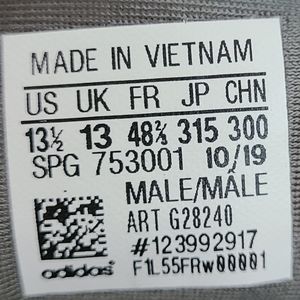 MADE IN VIETNAM
US UK FR JP CHN
13½ 13 48⅔ 315 300
SPG 753001 10/19
MALE/MÂLE
ART G28240
#123992917
adidas F1L55FRW00001